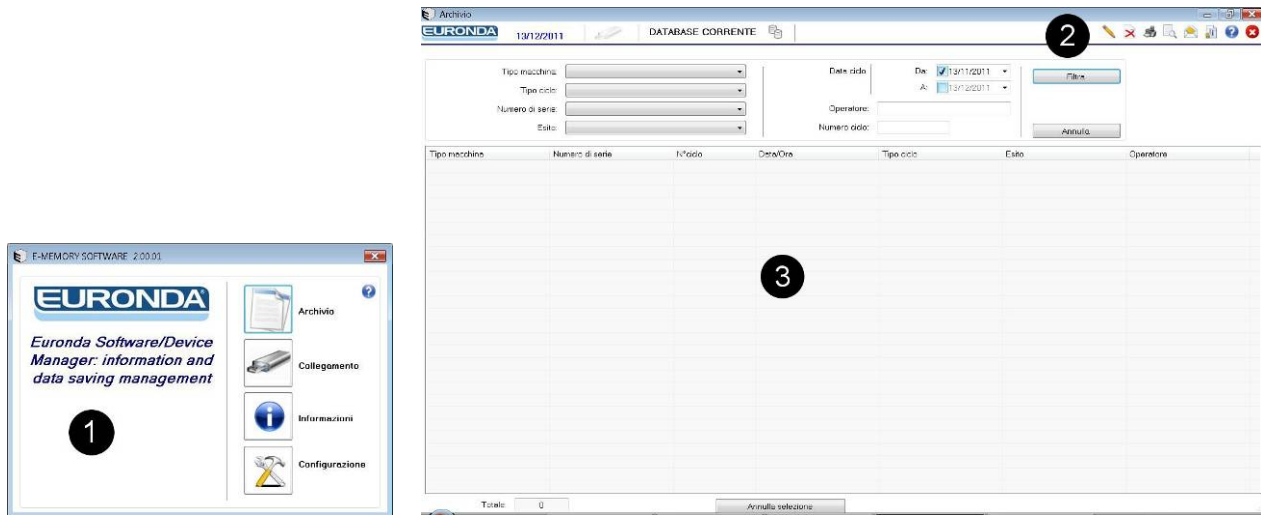 E-MEMORY SOFTWARE 2.00.01
EURONDA
Euronda Software/Device
Manager: information and
data saving management
1
Archivio
Collegamento
Informazioni
Configurazione
Archivio
EURONDA
13/12/2011
DATABASE CORRENTE
2
Tipo macchina:
Tipo ciclo:
Numero di serie:
Esito:
Data ciclo
Da: 13/11/2011
A: 13/12/2011
Operatore:
Numero ciclo:
Filtra
Annulla
Tipo macchina Numero di serie N°ciclo Data/Ora Tipo ciclo Esito Operatore
3
Totale 0
Annulla selezione